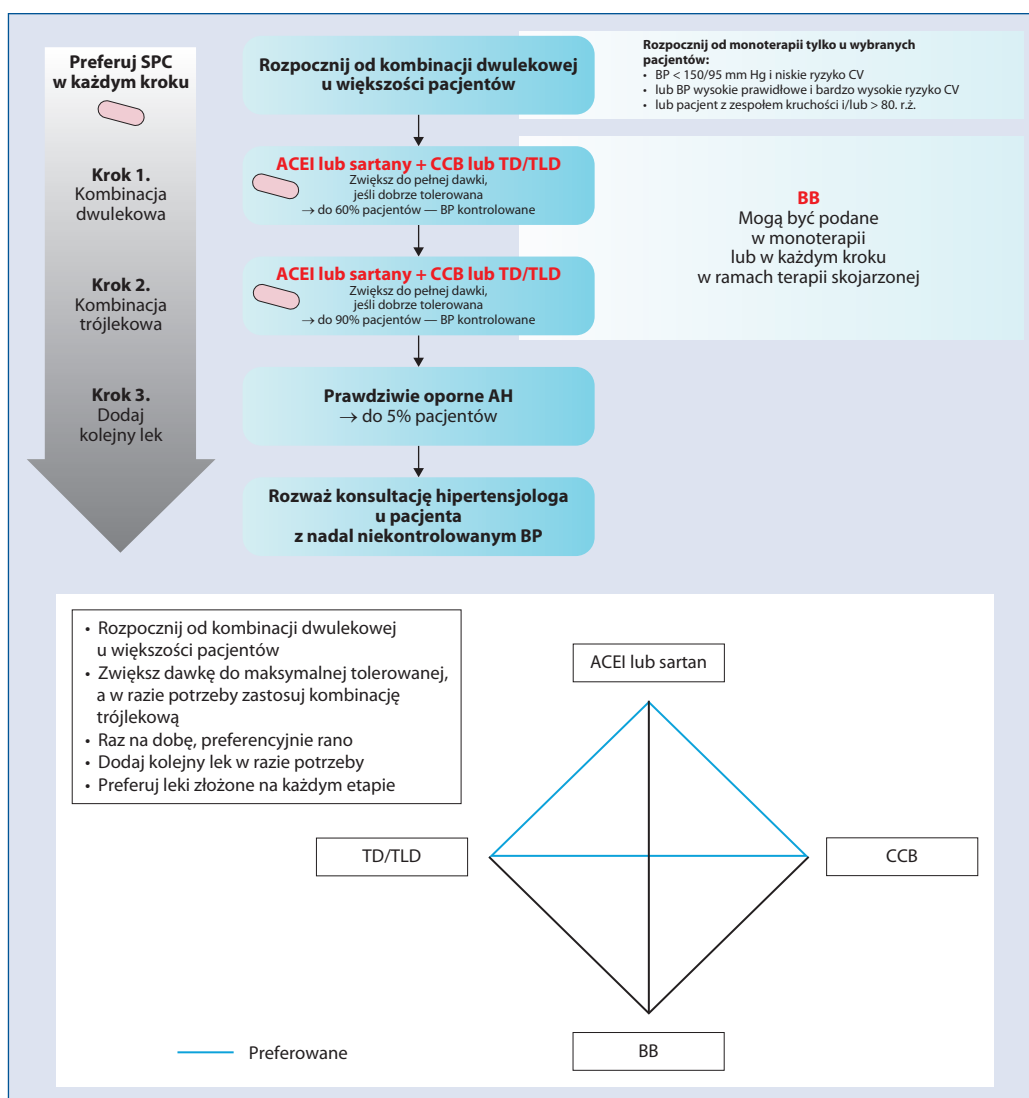 Preferuj SPC
w każdym kroku
Krok 1.
Kombinacja
dwulekowa
Krok 2.
Kombinacja
trójlekowa
Krok 3.
Dodaj
kolejny lek
Rozpocznij od kombinacji dwulekowej
u większości pacjentów
Rozpocznij od monoterapii tylko u wybranych
pacjentów:
• BP < 150/95 mm Hg i niskie ryzyko CV
• lub BP wysokie prawidłowe i bardzo wysokie ryzyko CV
• lub pacjent z zespołem kruchości i/lub > 80. r.ż.
ACEI lub sartany + CCB lub TD/TLD
Zwiększ do pełnej dawki,
jeśli dobrze tolerowana
→ do 60% pacjentów — BP kontrolowane
ACEI lub sartany + CCB lub TD/TLD
Zwiększ do pełnej dawki,
jeśli dobrze tolerowana
→ do 90% pacjentów — BP kontrolowane
BB
Mogą być podane
w monoterapii
lub w każdym kroku
w ramach terapii skojarzonej
Prawdziwie oporne AH
→ do 5% pacjentów
Rozważ konsultację hipertensjologa
u pacjenta
z nadal niekontrolowanym BP
• Rozpocznij od kombinacji dwulekowej
u większości pacjentów
• Zwiększ dawkę do maksymalnej tolerowanej,
a w razie potrzeby zastosuj kombinację
trójlekową
• Raz na dobę, preferencyjnie rano
• Dodaj kolejny lek w razie potrzeby
• Preferuj leki złożone na każdym etapie
ACEI lub sartan
TD/TLD
CCB
BB
Preferowane